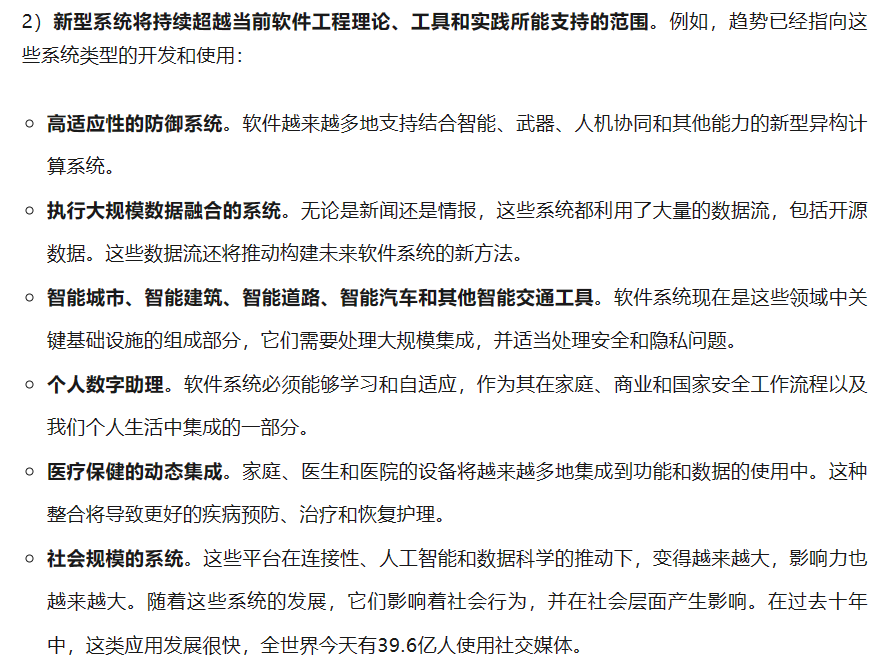 2）新型系统将持续超越当前软件工程理论、工具和实践所能支持的范围。例如，趋势已经指向这
些系统类型的开发和使用：
高适应性的防御系统。软件越来越多地支持结合智能、武器、人机协同和其他能力的新型异构计
算系统。
执行大规模数据融合的系统。无论是新闻还是情报，这些系统都利用了大量的数据流，包括开源
数据。这些数据流还将推动构建未来软件系统的新方法。
智能城市、智能建筑、智能道路、智能汽车和其他智能交通工具。软件系统现在是这些领域中关
键基础设施的组成部分，它们需要处理大规模集成，并适当处理安全和隐私问题。
个人数字助理。软件系统必须能够学习和自适应，作为其在家庭、商业和国家安全工作流程以及
我们个人生活中集成的一部分。
医疗保健的动态集成。家庭、医生和医院的设备将越来越多地集成到功能和数据的使用中。这种
整合将导致更好的疾病预防、治疗和恢复护理。
社会规模的系统。这些平台在连接性、人工智能和数据科学的推动下，变得越来越大，影响力也
越来越大。随着这些系统的发展，它们影响着社会行为，并在社会层面产生影响。在过去十年
中，这类应用发展很快，全世界今天有39.6亿人使用社交媒体。